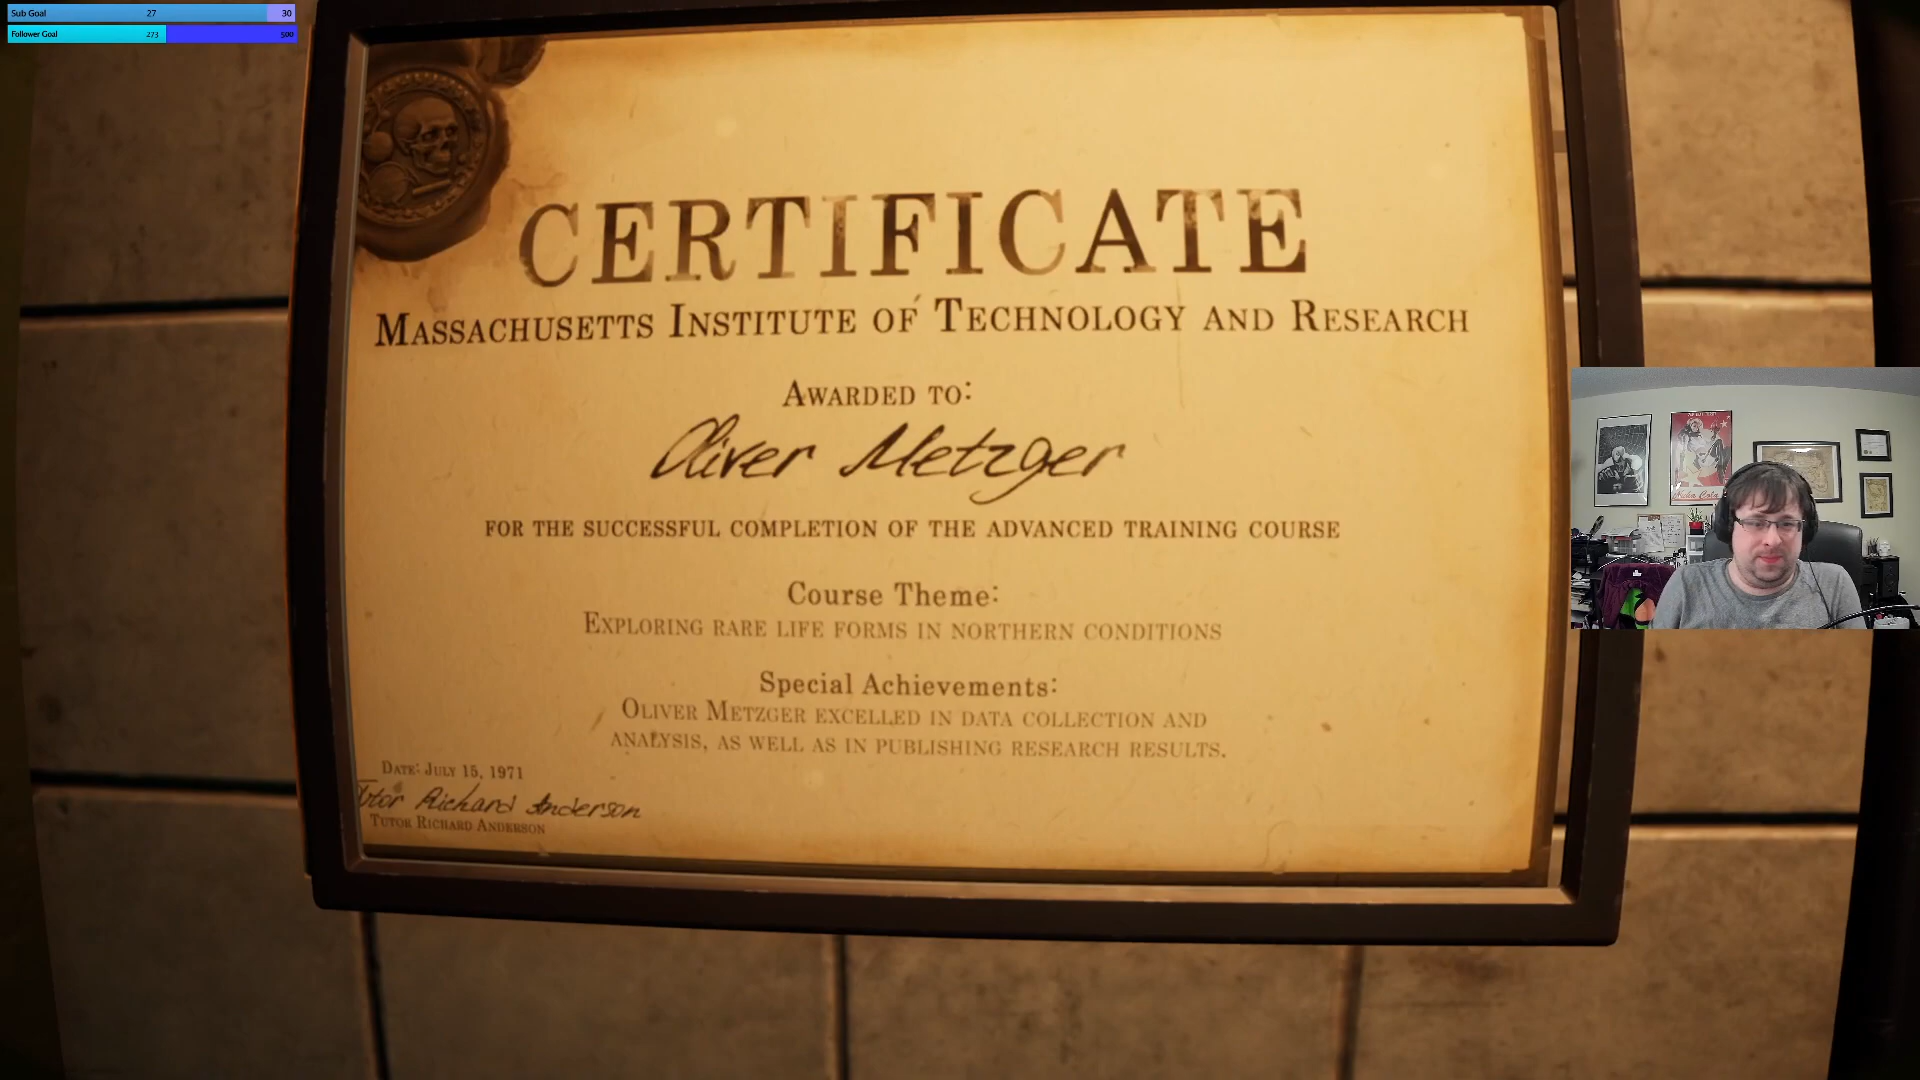 Sub Goal 27 30
Follower Goal 273 500
CERTIFICATE
MASSACHUSETTS INSTITUTE OF TECHNOLOGY AND RESEARCH
AWARDED TO:
Oliver Metzger
FOR THE SUCCESSFUL COMPLETION OF THE ADVANCED TRAINING COURSE
Course Theme:
EXPLORING RARE LIFE FORMS IN NORTHERN CONDITIONS
Special Achievements:
OLIVER METZGER EXCELLED IN DATA COLLECTION AND
ANALYSIS, AS WELL AS IN PUBLISHING RESEARCH RESULTS.
DATE: JULY 15, 1971
Tutor Richard Anderson
TUTOR RICHARD ANDERSON
Nuka Cola